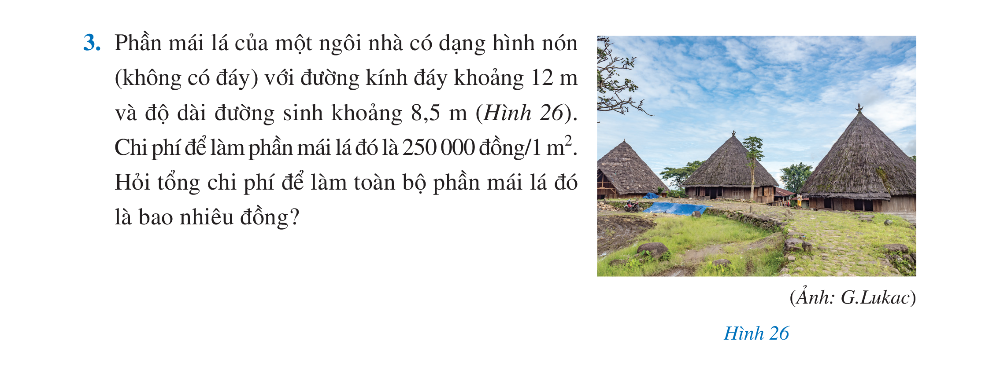 3. Phần mái lá của một ngôi nhà có dạng hình nón
(không có đáy) với đường kính đáy khoảng 12 m
và độ dài đường sinh khoảng 8,5 m (Hình 26).
Chi phí để làm phần mái lá đó là 250 000 đồng/1 m².
Hỏi tổng chi phí để làm toàn bộ phần mái lá đó
là bao nhiêu đồng?
(Ảnh: G.Lukac)
Hình 26